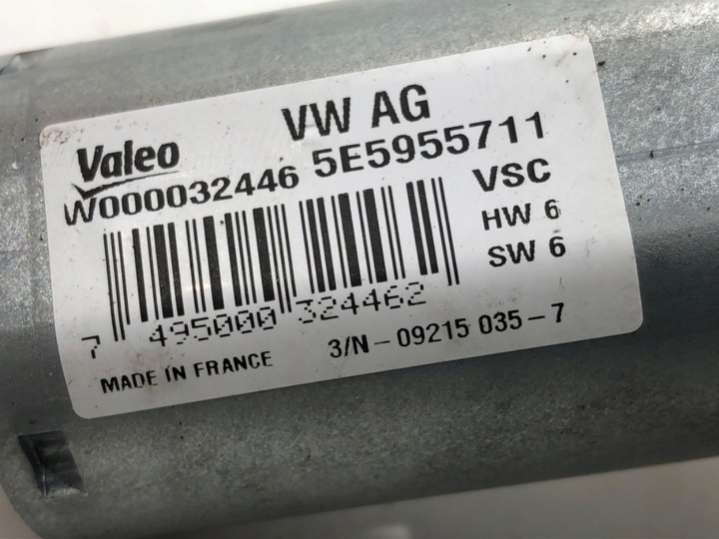 VW AG
Valeo
W000032446 5E5955711
VSC
HW 6
SW 6
7 495000 324462
3/N - 09215 035 - 7
MADE IN FRANCE